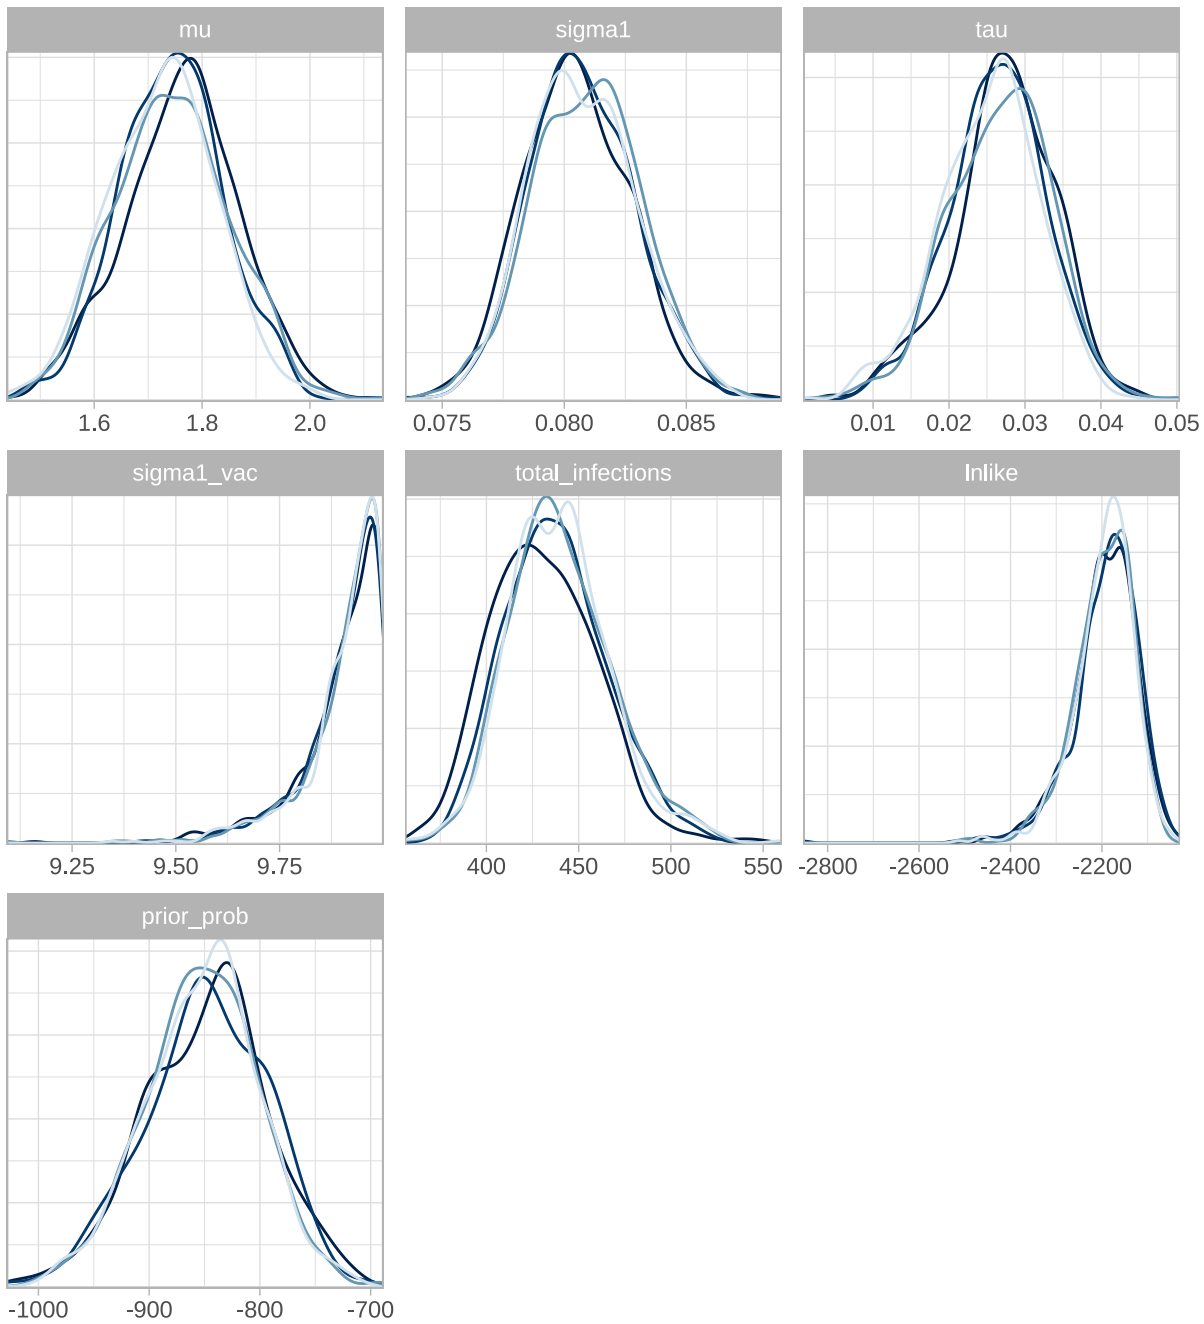 mu
sigma1
tau
1.6 1.8 2.0
0.075 0.080 0.085
0.01 0.02 0.03 0.04 0.05
sigma1_vac
total_infections
lnlike
9.25 9.50 9.75
400 450 500 550
-2800 -2600 -2400 -2200
prior_prob
-1000 -900 -800 -700